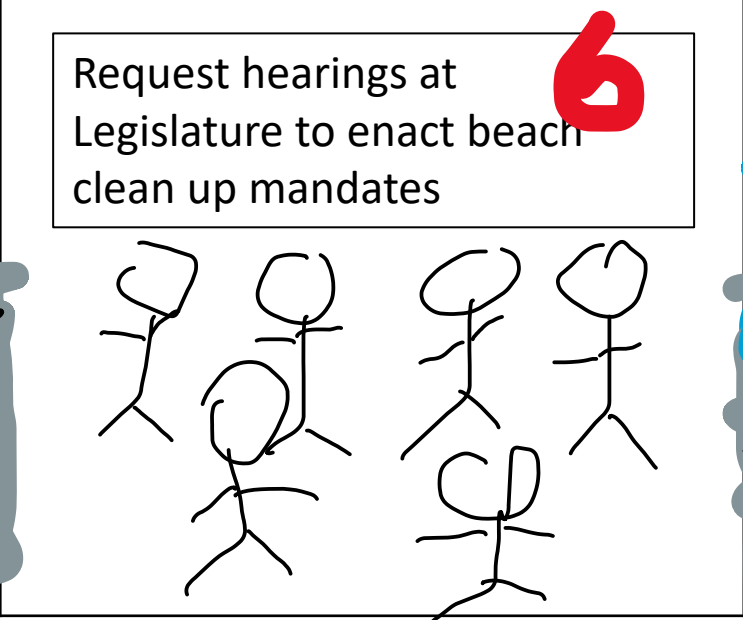 6
Request hearings at
Legislature to enact beach
clean up mandates